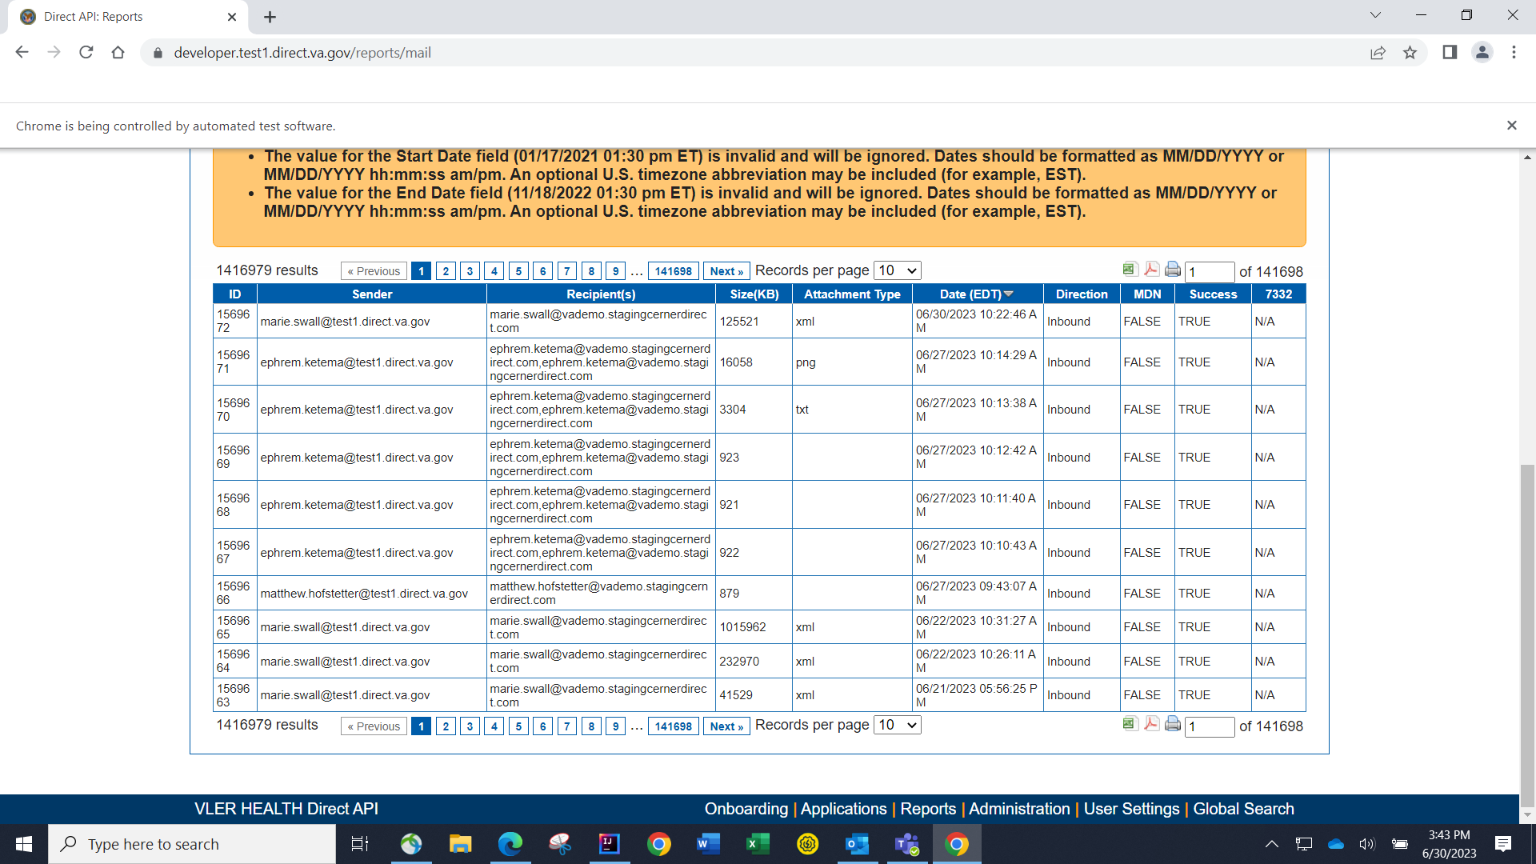 Direct API: Reports
developer.test1.direct.va.gov/reports/mail
Chrome is being controlled by automated test software.
• The value for the Start Date field (01/17/2021 01:30 pm ET) is invalid and will be ignored. Dates should be formatted as MM/DD/YYYY or
MM/DD/YYYY hh:mm:ss am/pm. An optional U.S. timezone abbreviation may be included (for example, EST).
• The value for the End Date field (11/18/2022 01:30 pm ET) is invalid and will be ignored. Dates should be formatted as MM/DD/YYYY or
MM/DD/YYYY hh:mm:ss am/pm. An optional U.S. timezone abbreviation may be included (for example, EST).
1416979 results « Previous 1 2 3 4 5 6 7 8 9 ... 141698 Next » Records per page 10 1 of 141698
ID Sender Recipient(s) Size(KB) Attachment Type Date (EDT) Direction MDN Success 7332
1569672 marie.swall@test1.direct.va.gov marie.swall@vademo.stagingcernerdirect.com 125521 xml 06/30/2023 10:22:46 AM Inbound FALSE TRUE N/A
1569671 ephrem.ketema@test1.direct.va.gov ephrem.ketema@vademo.stagingcernerdirect.com,ephrem.ketema@vademo.stagingcernerdirect.com 16058 png 06/27/2023 10:14:29 AM Inbound FALSE TRUE N/A
1569670 ephrem.ketema@test1.direct.va.gov ephrem.ketema@vademo.stagingcernerdirect.com,ephrem.ketema@vademo.stagingcernerdirect.com 3304 txt 06/27/2023 10:13:38 AM Inbound FALSE TRUE N/A
1569669 ephrem.ketema@test1.direct.va.gov ephrem.ketema@vademo.stagingcernerdirect.com,ephrem.ketema@vademo.stagingcernerdirect.com 923 06/27/2023 10:12:42 AM Inbound FALSE TRUE N/A
1569668 ephrem.ketema@test1.direct.va.gov ephrem.ketema@vademo.stagingcernerdirect.com,ephrem.ketema@vademo.stagingcernerdirect.com 921 06/27/2023 10:11:40 AM Inbound FALSE TRUE N/A
1569667 ephrem.ketema@test1.direct.va.gov ephrem.ketema@vademo.stagingcernerdirect.com,ephrem.ketema@vademo.stagingcernerdirect.com 922 06/27/2023 10:10:43 AM Inbound FALSE TRUE N/A
1569666 matthew.hofstetter@test1.direct.va.gov matthew.hofstetter@vademo.stagingcernerdirect.com 879 06/27/2023 09:43:07 AM Inbound FALSE TRUE N/A
1569665 marie.swall@test1.direct.va.gov marie.swall@vademo.stagingcernerdirect.com 1015962 xml 06/22/2023 10:31:27 AM Inbound FALSE TRUE N/A
1569664 marie.swall@test1.direct.va.gov marie.swall@vademo.stagingcernerdirect.com 232970 xml 06/22/2023 10:26:11 AM Inbound FALSE TRUE N/A
1569663 marie.swall@test1.direct.va.gov marie.swall@vademo.stagingcernerdirect.com 41529 xml 06/21/2023 05:56:25 PM Inbound FALSE TRUE N/A
1416979 results « Previous 1 2 3 4 5 6 7 8 9 ... 141698 Next » Records per page 10 1 of 141698
VLER HEALTH Direct API Onboarding | Applications | Reports | Administration | User Settings | Global Search
Type here to search
3:43 PM
6/30/2023